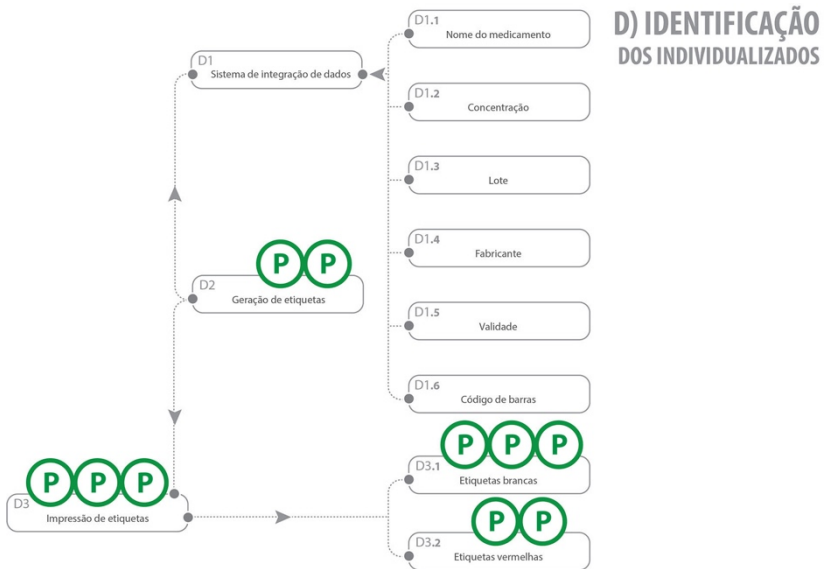 D) IDENTIFICAÇÃO
DOS INDIVIDUALIZADOS
D1
Sistema de integração de dados
D1.1
Nome do medicamento
D1.2
Concentração
D1.3
Lote
D1.4
Fabricante
D1.5
Validade
D1.6
Código de barras
P P
D2
Geração de etiquetas
P P P
D3
Impressão de etiquetas
P P P
D3.1
Etiquetas brancas
P P
D3.2
Etiquetas vermelhas